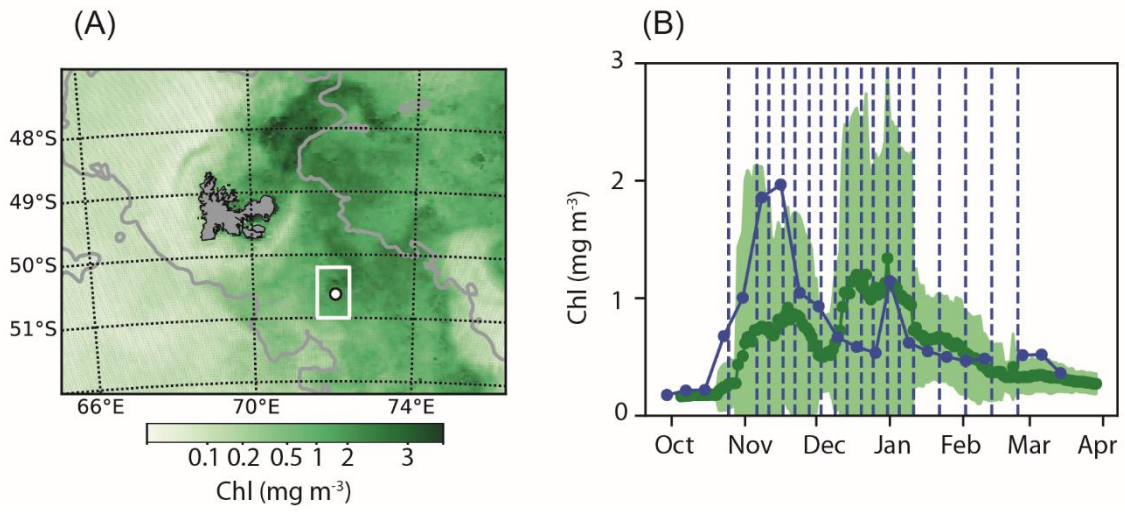 (A)
48°S
49°S
50°S
51°S
66°E 70°E 74°E
0.1 0.2 0.5 1 2 3
Chl (mg m⁻³)
(B)
Chl (mg m⁻³)
3
2
1
0
Oct Nov Dec Jan Feb Mar Apr